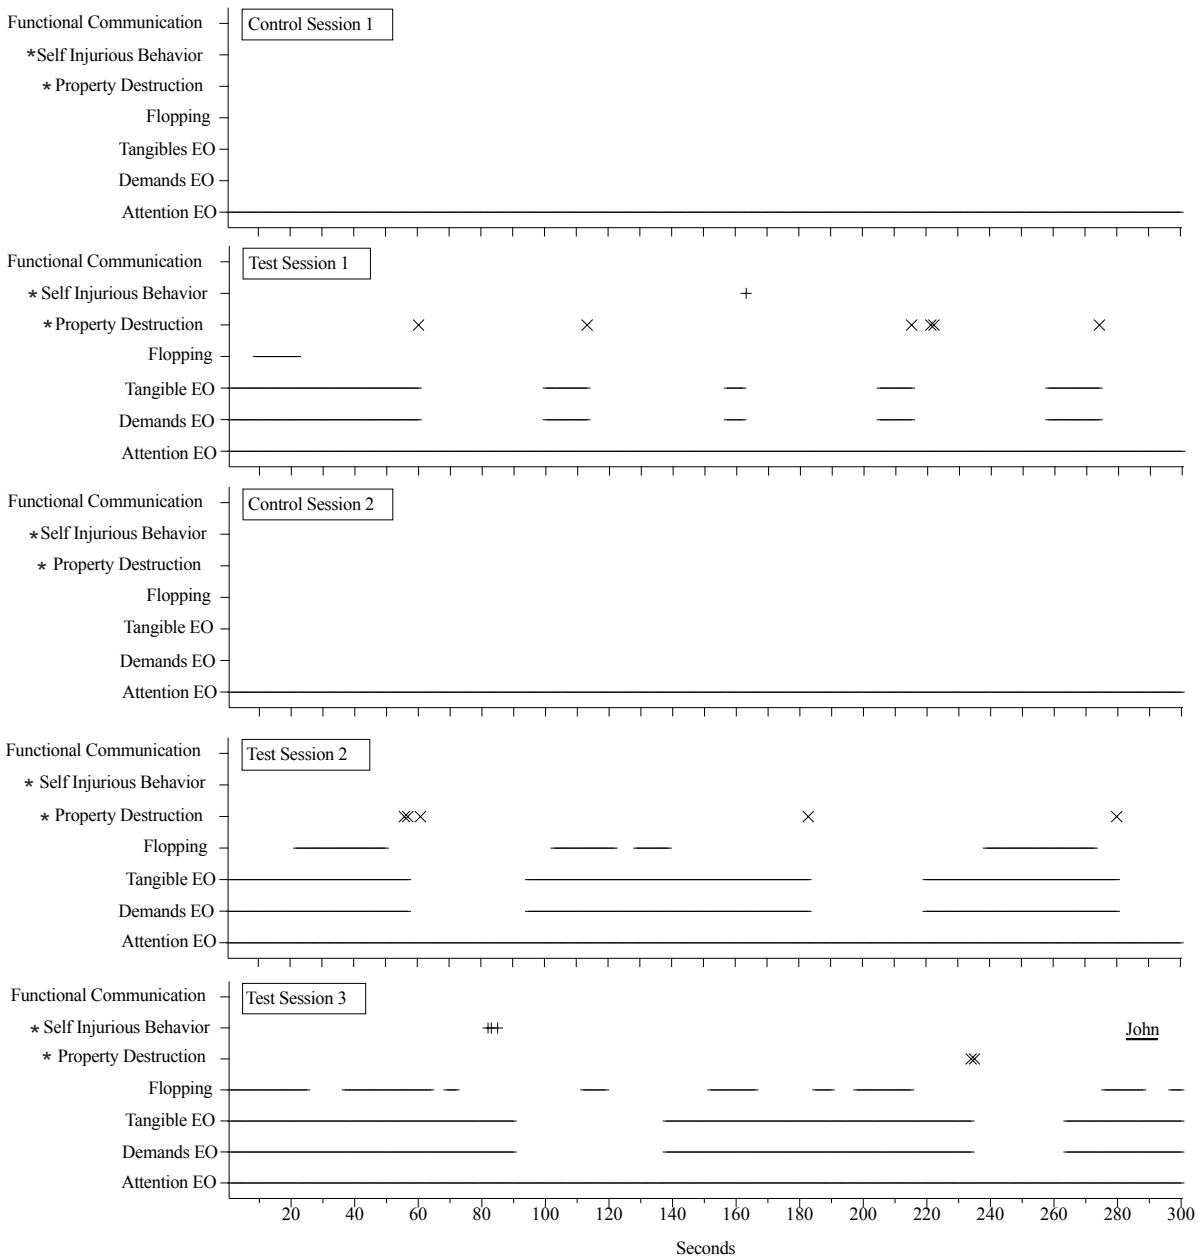 Functional Communication
Control Session 1
*Self Injurious Behavior
* Property Destruction
Flopping
Tangibles EO
Demands EO
Attention EO
Functional Communication
Test Session 1
* Self Injurious Behavior
*Property Destruction
Flopping
Tangible EO
Demands EO
Attention EO
Functional Communication
Control Session 2
*Self Injurious Behavior
* Property Destruction
Flopping
Tangible EO
Demands EO
Attention EO
Functional Communication
Test Session 2
* Self Injurious Behavior
* Property Destruction
Flopping
Tangible EO
Demands EO
Attention EO
Functional Communication
Test Session 3
* Self Injurious Behavior
John
* Property Destruction
Flopping
Tangible EO
Demands EO
Attention EO
20 40 60 80 100 120 140 160 180 200 220 240 260 280 300
Seconds